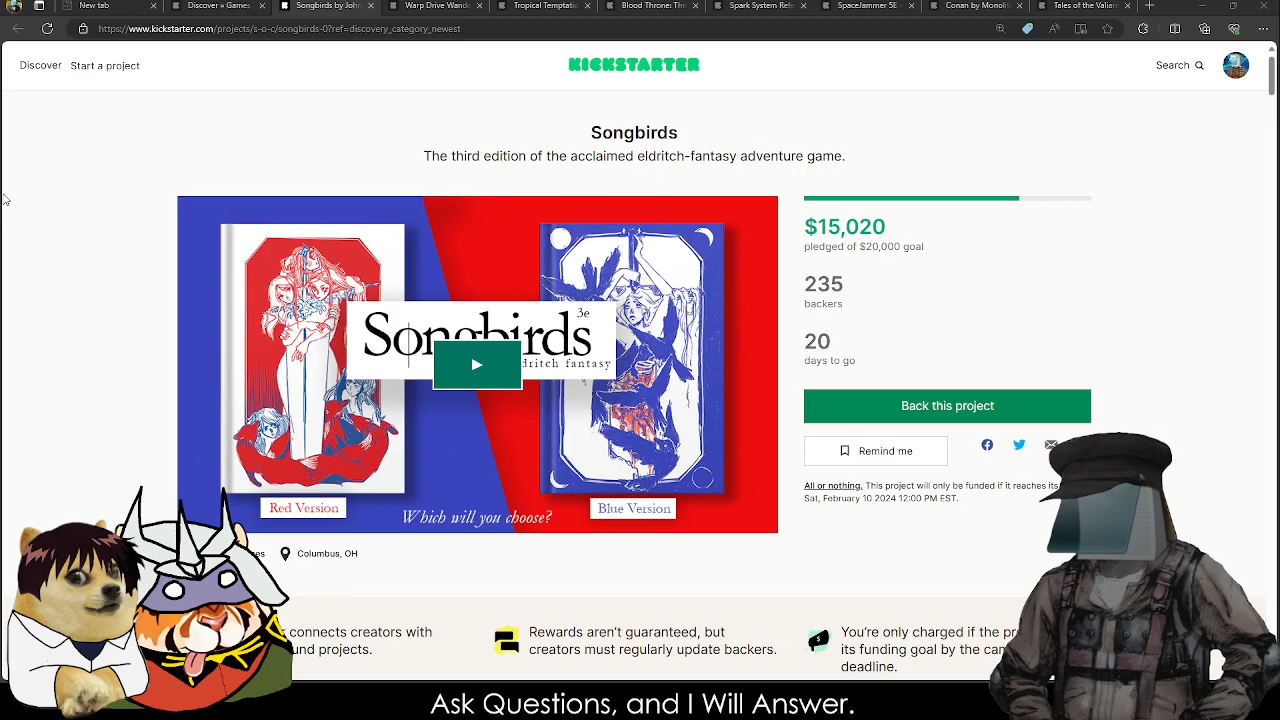 New tab
Discover » Games
Songbirds by John
Warp Drive Wande
Tropical Temptatio
Blood Throne: The
Spark System Refe
SpaceJammer 5E
Conan by Monolit
Tales of the Valian
https://www.kickstarter.com/projects/s-o-c/songbirds-0?ref=discovery_category_newest
Discover
Start a project
KICKSTARTER
Search
Songbirds
The third edition of the acclaimed eldritch-fantasy adventure game.
Songbirds
3e
dritch fantasy
Red Version
Which will you choose?
Blue Version
$15,020
pledged of $20,000 goal
235
backers
20
days to go
Back this project
Remind me
All or nothing. This project will only be funded if it reaches its
Sat, February 10 2024 12:00 PM EST.
es
Columbus, OH
connects creators with
und projects.
Rewards aren't guaranteed, but
creators must regularly update backers.
$
You're only charged if the pr
its funding goal by the cam
deadline.
Ask Questions, and I Will Answer.